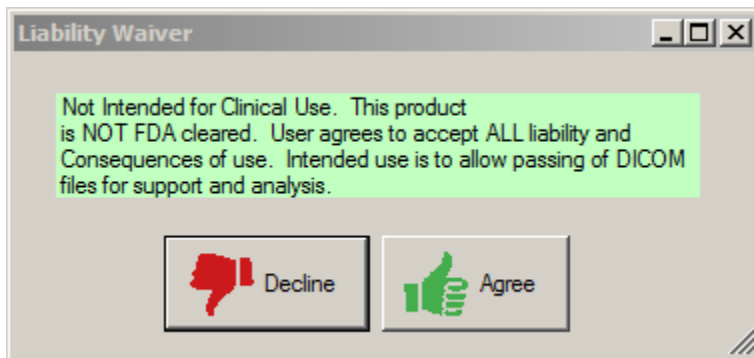 Liability Waiver
Not Intended for Clinical Use.  This product
is NOT FDA cleared.  User agrees to accept ALL liability and
Consequences of use.  Intended use is to allow passing of DICOM
files for support and analysis.
Decline
Agree